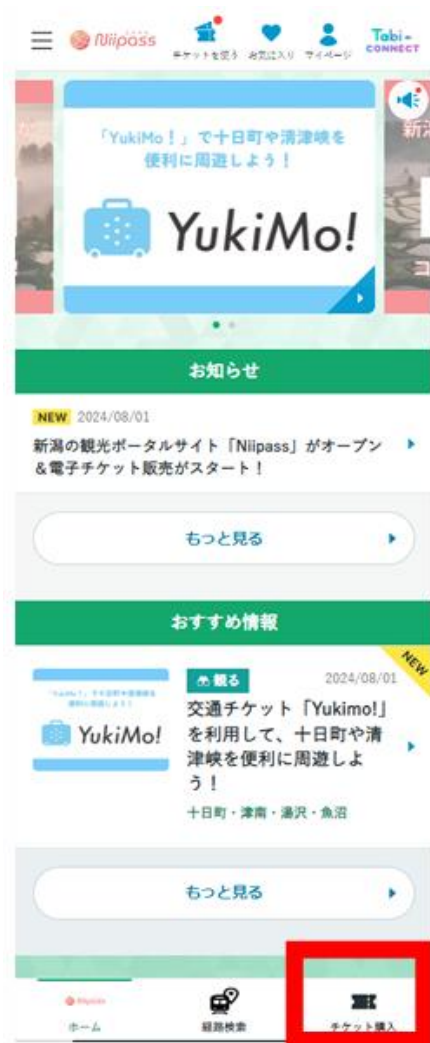 Niipass
チケットを使う
お気に入り
マイページ
Tabi-
CONNECT
「YukiMo！」で十日町や清津峡を
便利に周遊しよう！
YukiMo!
お知らせ
NEW 2024/08/01
新潟の観光ポータルサイト「Niipass」がオープン
＆電子チケット販売がスタート！
もっと見る
おすすめ情報
NEW
観る 2024/08/01
YukiMo!
交通チケット「Yukimo!」
を利用して、十日町や清
津峡を便利に周遊しよ
う！
十日町・津南・湯沢・魚沼
もっと見る
Niipass
ホーム
経路検索
チケット購入